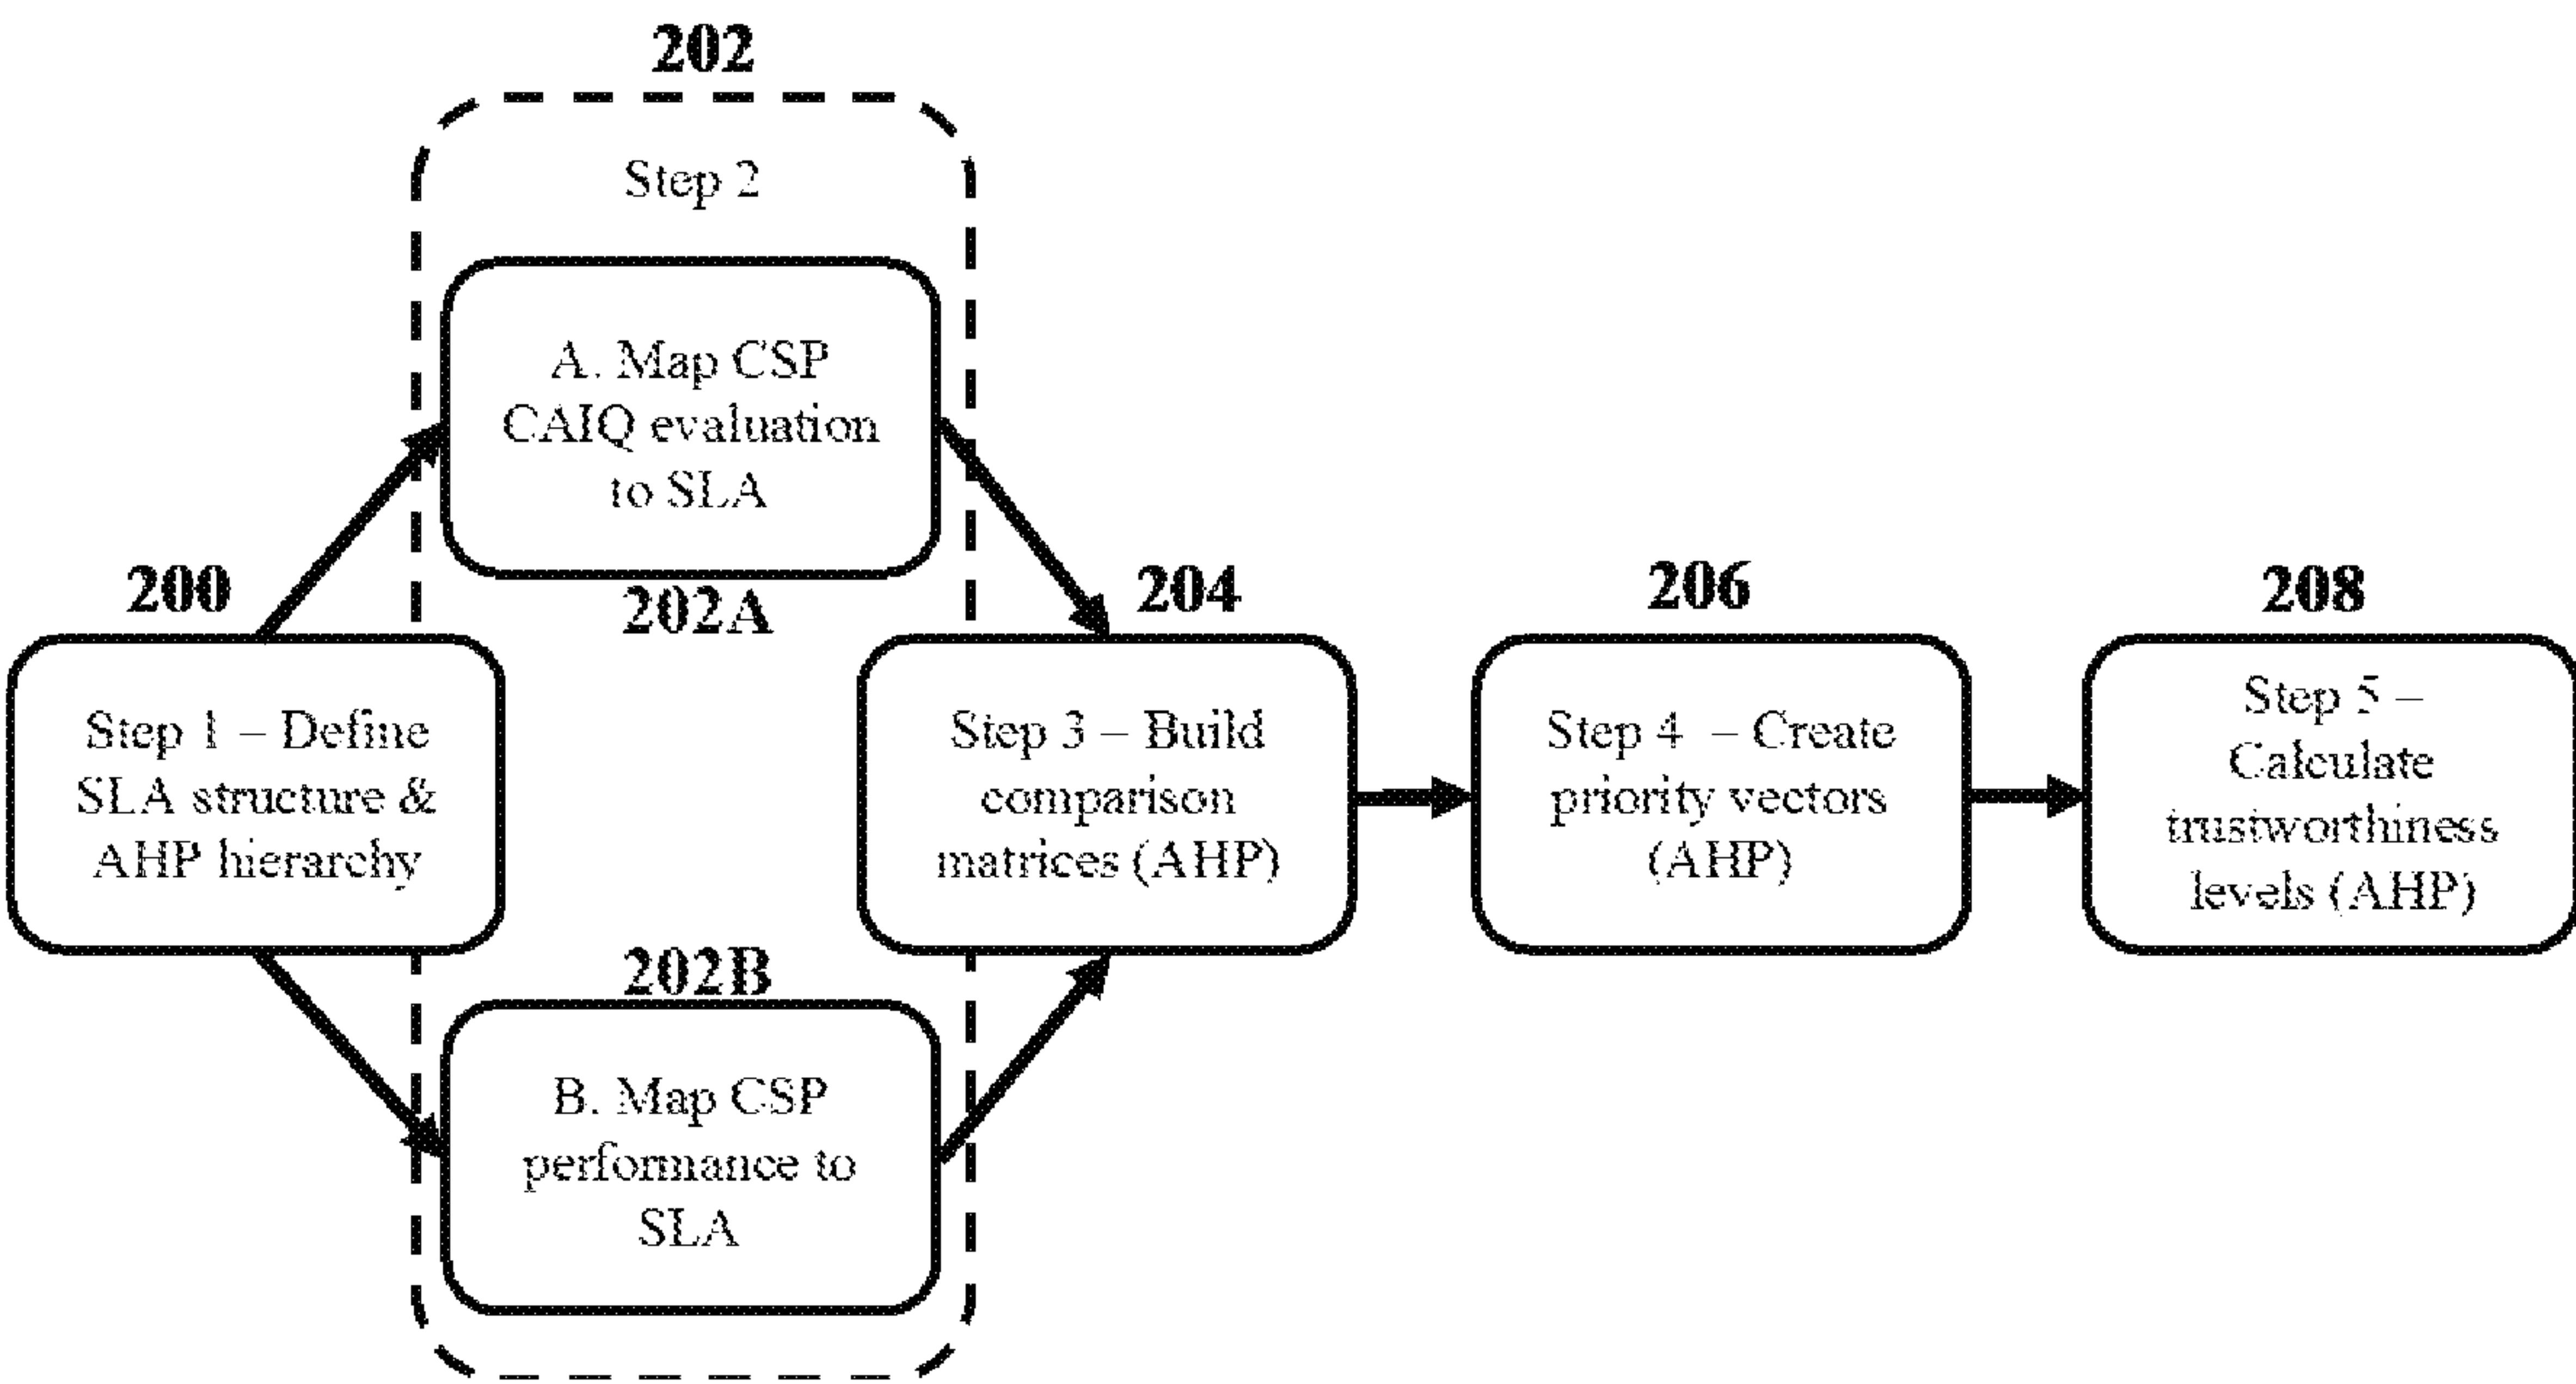 202
Step 2
A. Map CSP
CAIQ evaluation
to SLA
202A
200
Step 1 – Define
SLA structure &
AHP hierarchy
202B
B. Map CSP
performance to
SLA
204
Step 3 – Build
comparison
matrices (AHP)
206
Step 4 – Create
priority vectors
(AHP)
208
Step 5 –
Calculate
trustworthiness
levels (AHP)